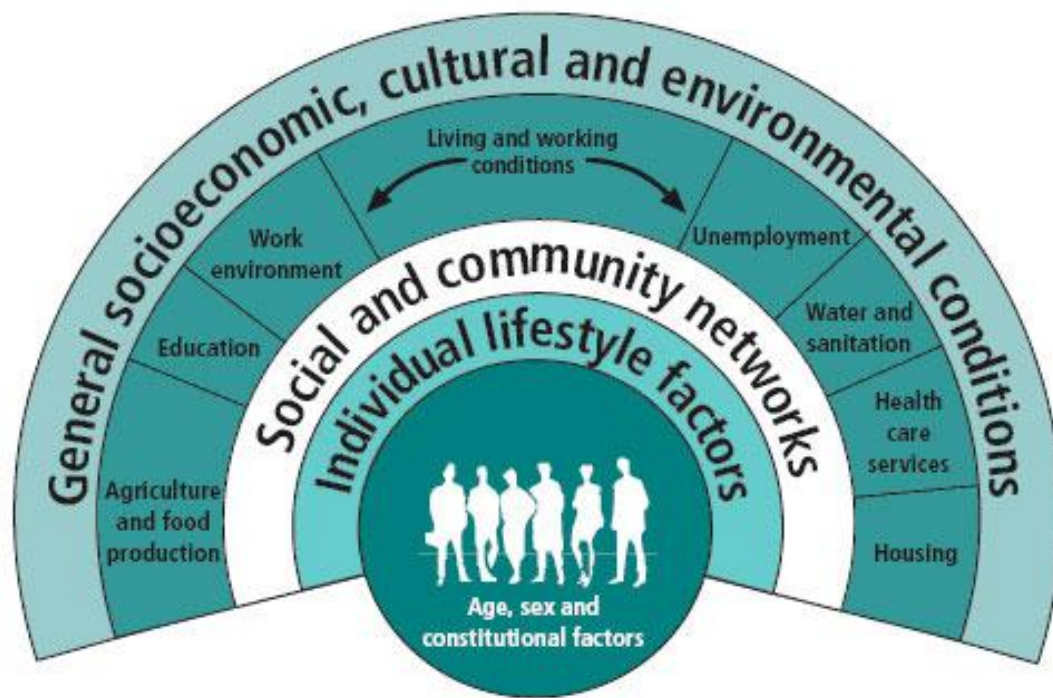 General socioeconomic, cultural and environmental conditions
Living and working
conditions
Work
environment
Unemployment
Education
Water and
sanitation
Agriculture
and food
production
Health
care
services
Housing
Social and community networks
Individual lifestyle factors
Age, sex and
constitutional factors